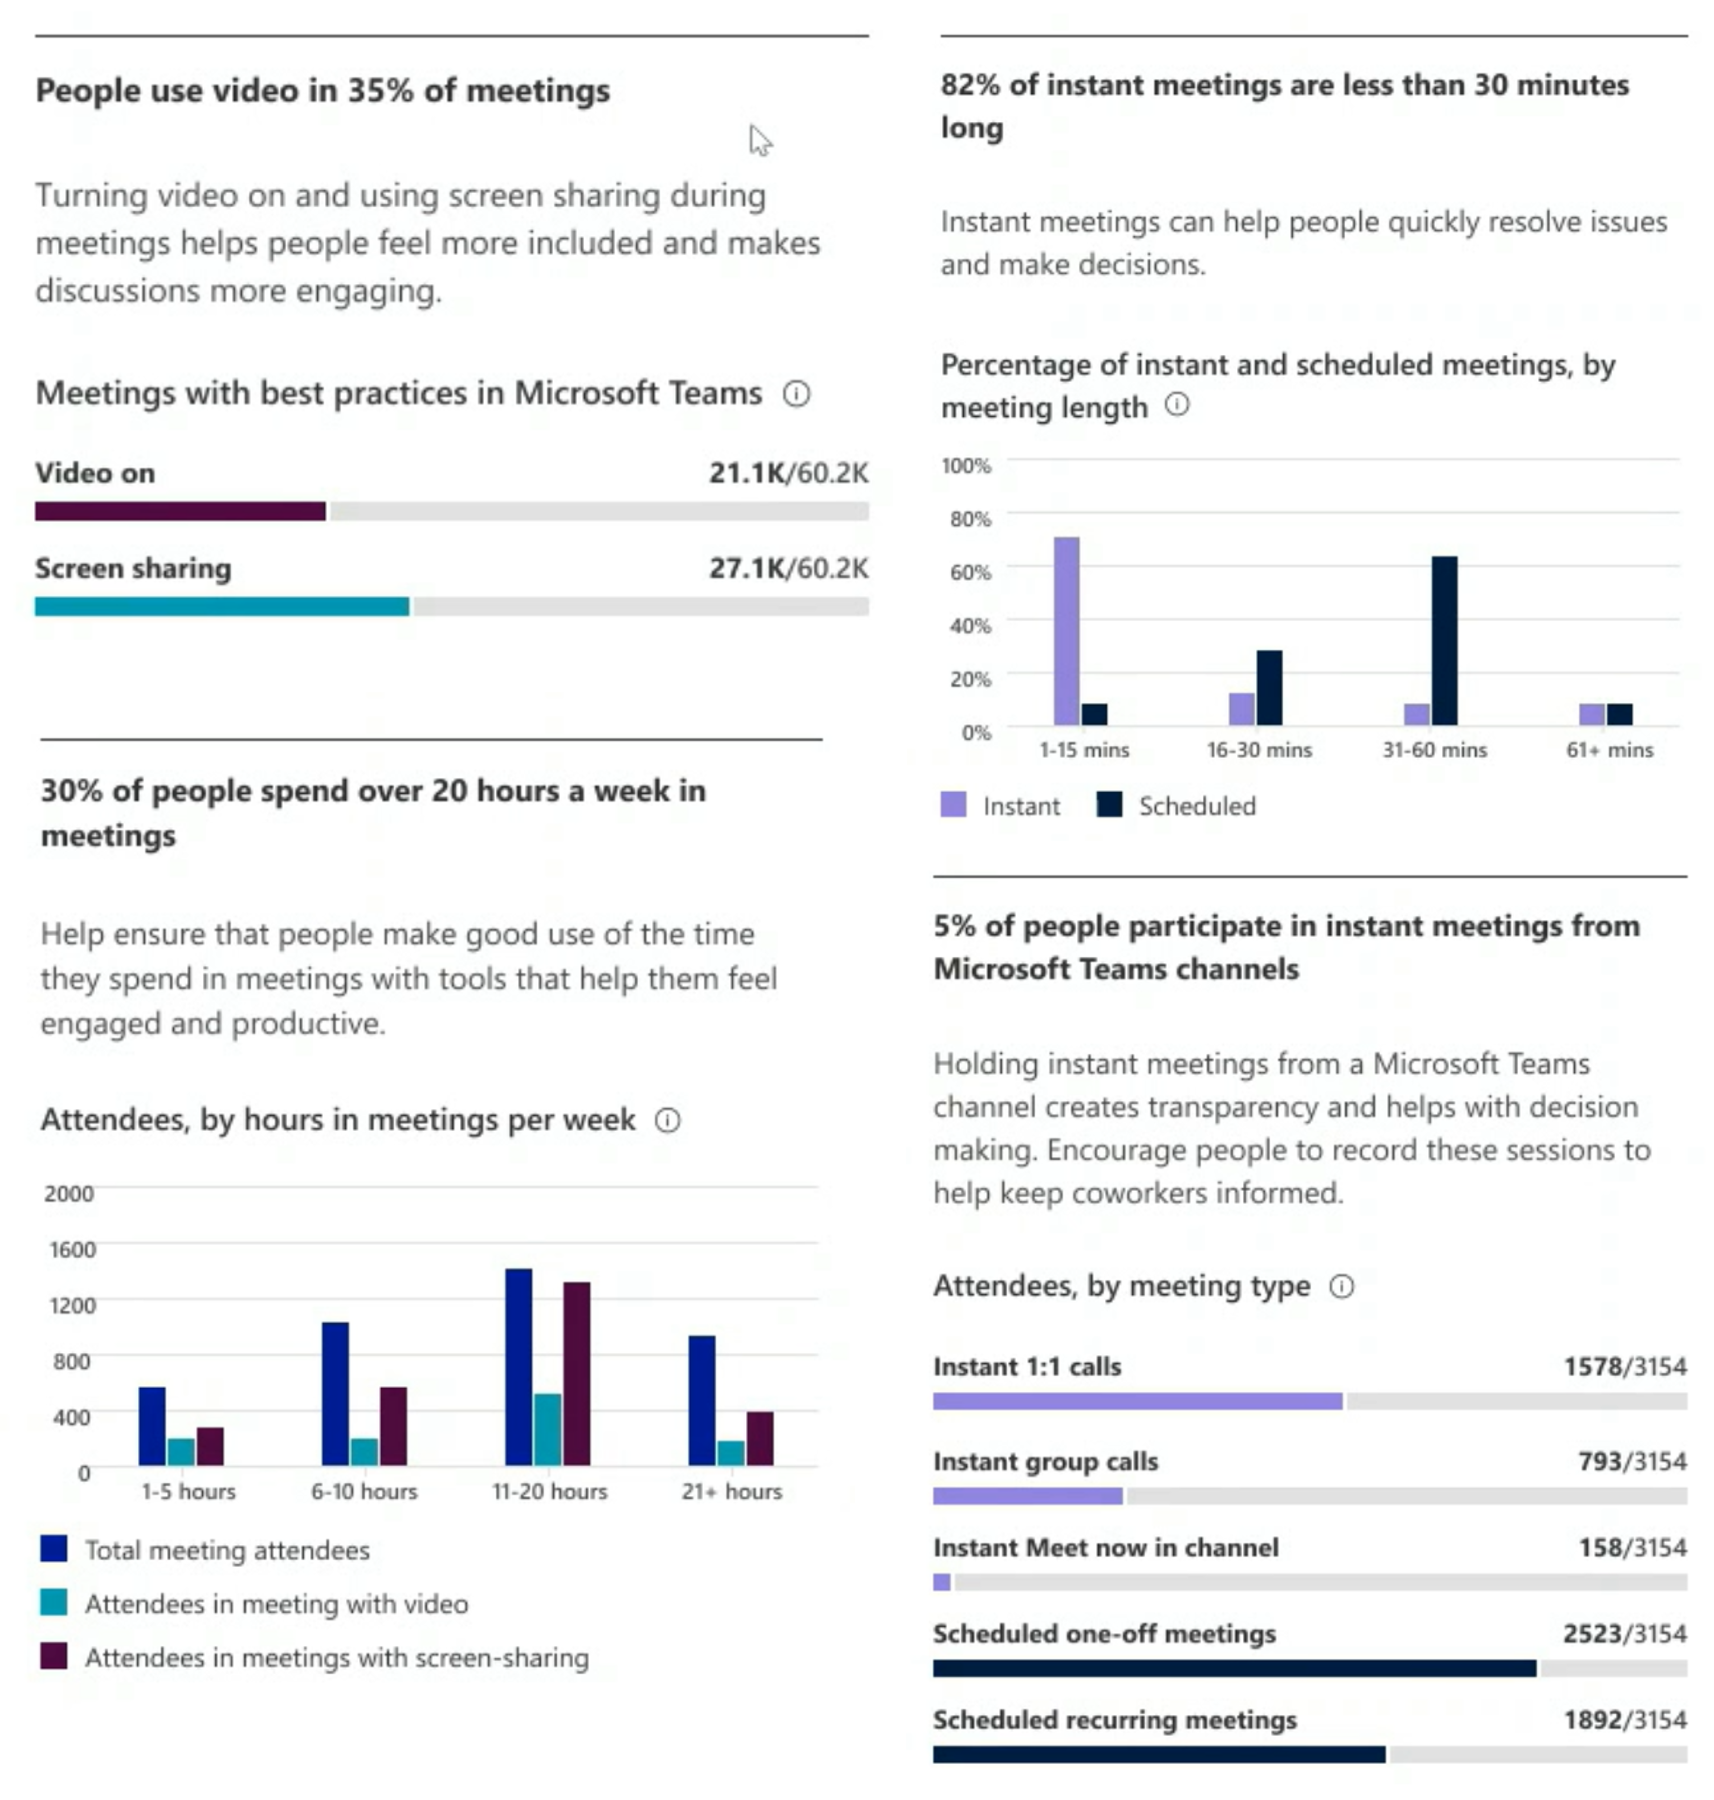 People use video in 35% of meetings
Turning video on and using screen sharing during
meetings helps people feel more included and makes
discussions more engaging.
Meetings with best practices in Microsoft Teams
Video on 21.1K/60.2K
Screen sharing 27.1K/60.2K
30% of people spend over 20 hours a week in
meetings
Help ensure that people make good use of the time
they spend in meetings with tools that help them feel
engaged and productive.
Attendees, by hours in meetings per week
2000
1600
1200
800
400
0
1-5 hours 6-10 hours 11-20 hours 21+ hours
Total meeting attendees
Attendees in meeting with video
Attendees in meetings with screen-sharing
82% of instant meetings are less than 30 minutes
long
Instant meetings can help people quickly resolve issues
and make decisions.
Percentage of instant and scheduled meetings, by
meeting length
100%
80%
60%
40%
20%
0%
1-15 mins 16-30 mins 31-60 mins 61+ mins
Instant Scheduled
5% of people participate in instant meetings from
Microsoft Teams channels
Holding instant meetings from a Microsoft Teams
channel creates transparency and helps with decision
making. Encourage people to record these sessions to
help keep coworkers informed.
Attendees, by meeting type
Instant 1:1 calls 1578/3154
Instant group calls 793/3154
Instant Meet now in channel 158/3154
Scheduled one-off meetings 2523/3154
Scheduled recurring meetings 1892/3154